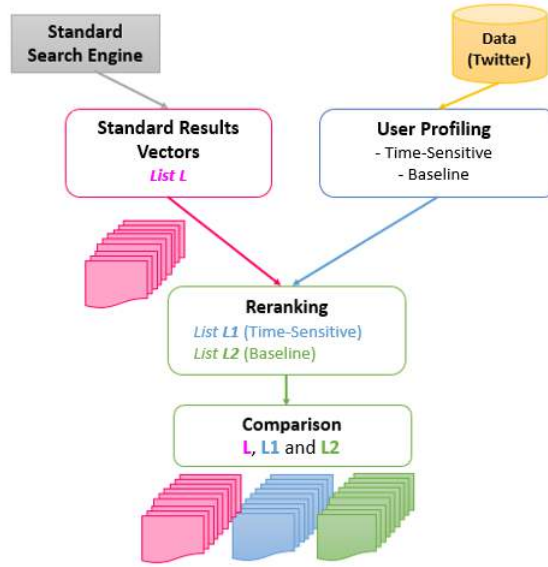 Standard
Search Engine
Data
(Twitter)
Standard Results
Vectors
List L
User Profiling
- Time-Sensitive
- Baseline
Reranking
List L1 (Time-Sensitive)
List L2 (Baseline)
Comparison
L, L1 and L2